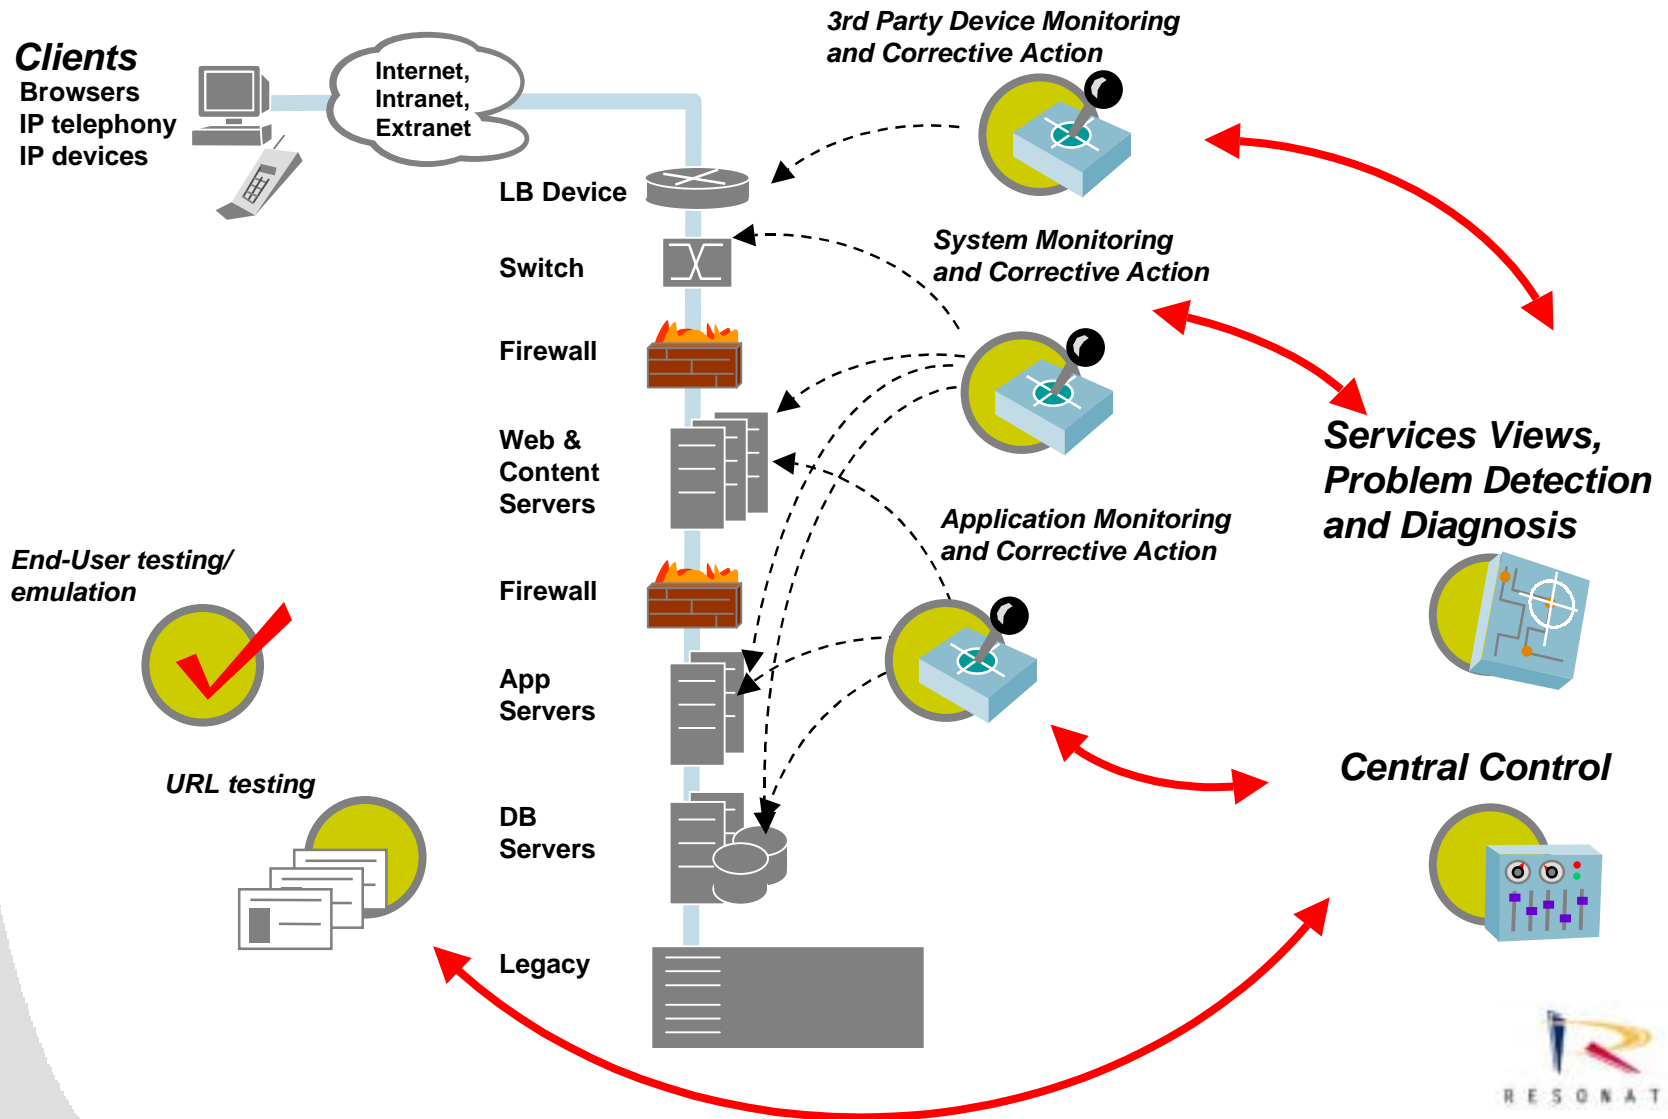 3rd Party Device Monitoring
and Corrective Action
Clients
Browsers
IP telephony
IP devices
Internet,
Intranet,
Extranet
LB Device
System Monitoring
and Corrective Action
Switch
Firewall
Services Views,
Problem Detection
and Diagnosis
Web &
Content
Servers
Application Monitoring
and Corrective Action
End-User testing/
emulation
Firewall
App
Servers
Central Control
URL testing
DB
Servers
Legacy
RESONAT